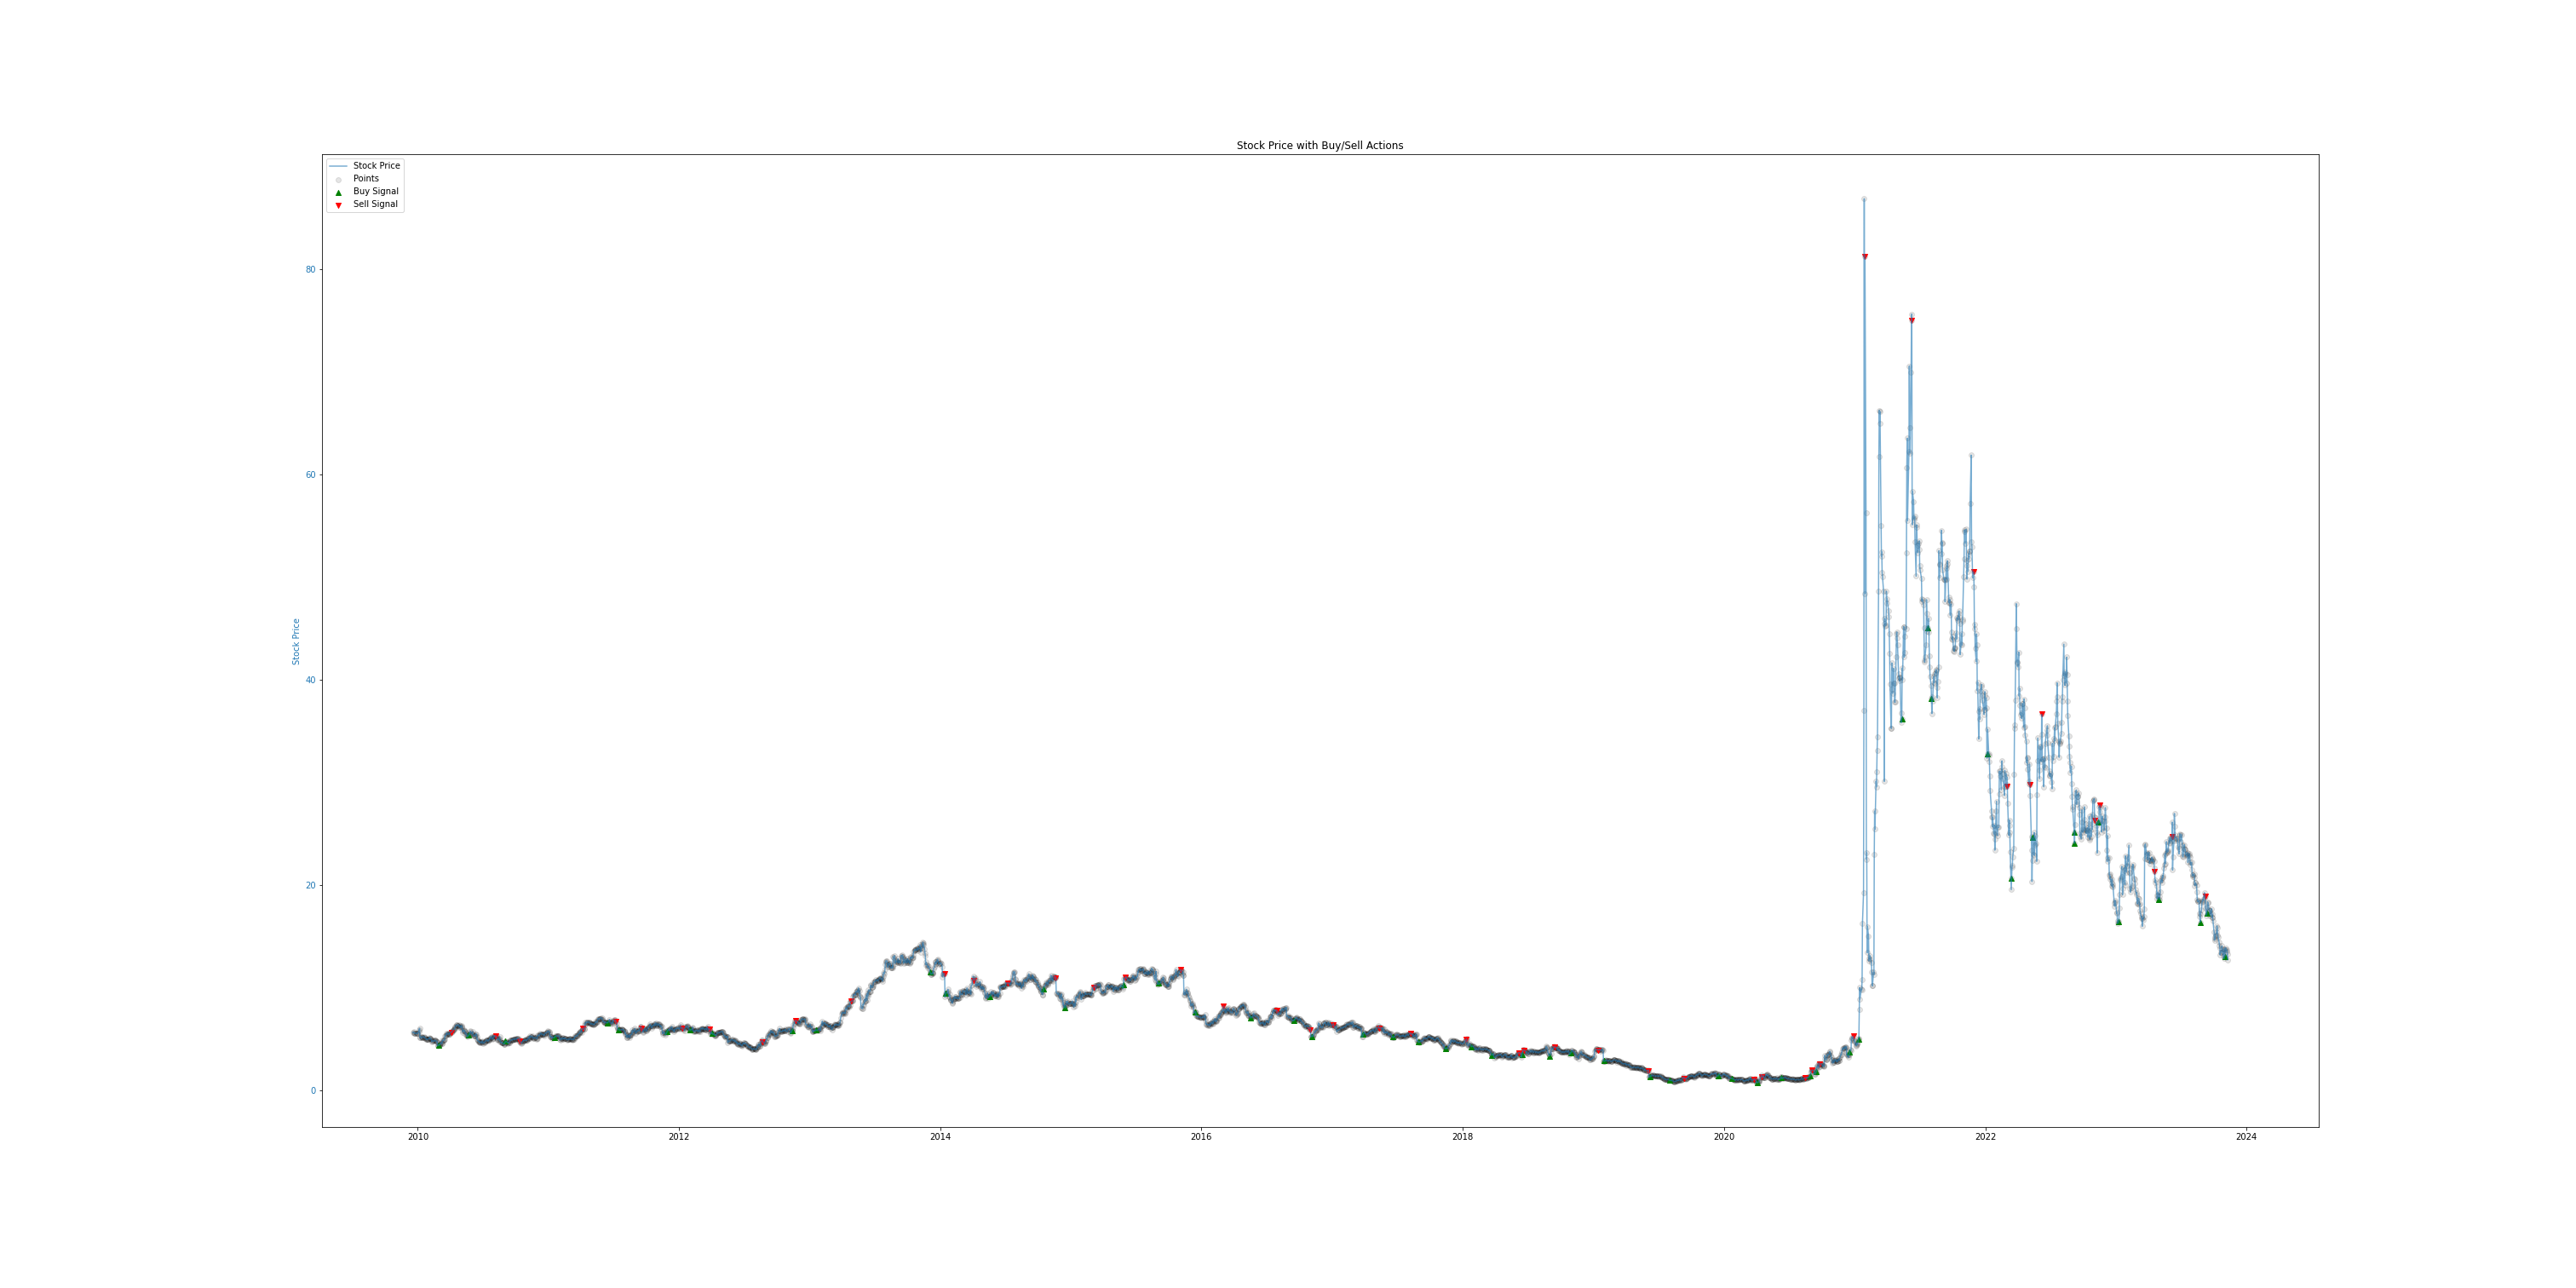 Stock Price with Buy/Sell Actions
Stock Price
Points
Buy Signal
Sell Signal
80
60
40
20
0
Stock Price
2010 2012 2014 2016 2018 2020 2022 2024